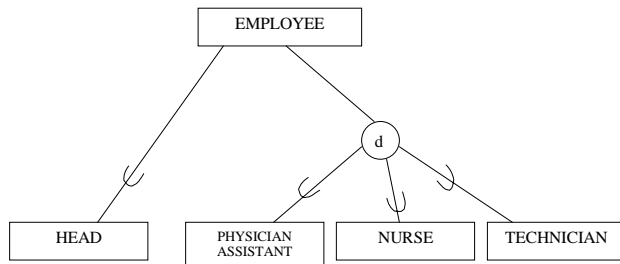 EMPLOYEE
d
HEAD
PHYSICIAN
ASSISTANT
NURSE
TECHNICIAN